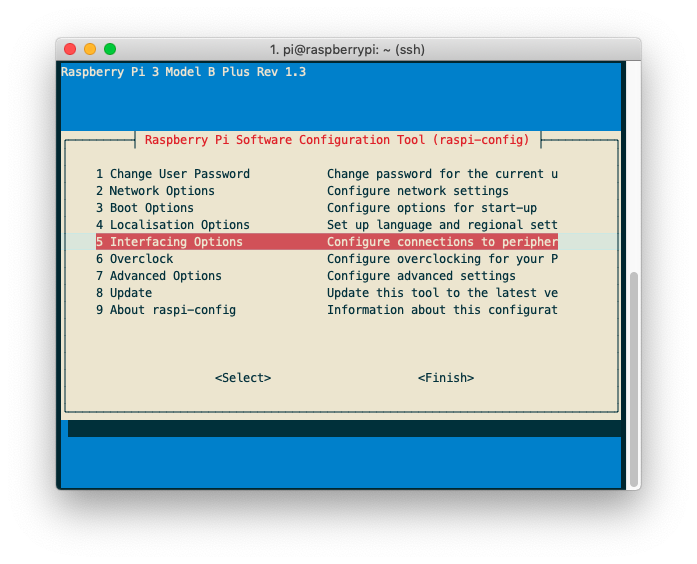 1. pi@raspberrypi: ~ (ssh)
Raspberry Pi 3 Model B Plus Rev 1.3
Raspberry Pi Software Configuration Tool (raspi-config)
1 Change User Password Change password for the current u
2 Network Options Configure network settings
3 Boot Options Configure options for start-up
4 Localisation Options Set up language and regional sett
5 Interfacing Options Configure connections to peripher
6 Overclock Configure overclocking for your P
7 Advanced Options Configure advanced settings
8 Update Update this tool to the latest ve
9 About raspi-config Information about this configurat
<Select> <Finish>